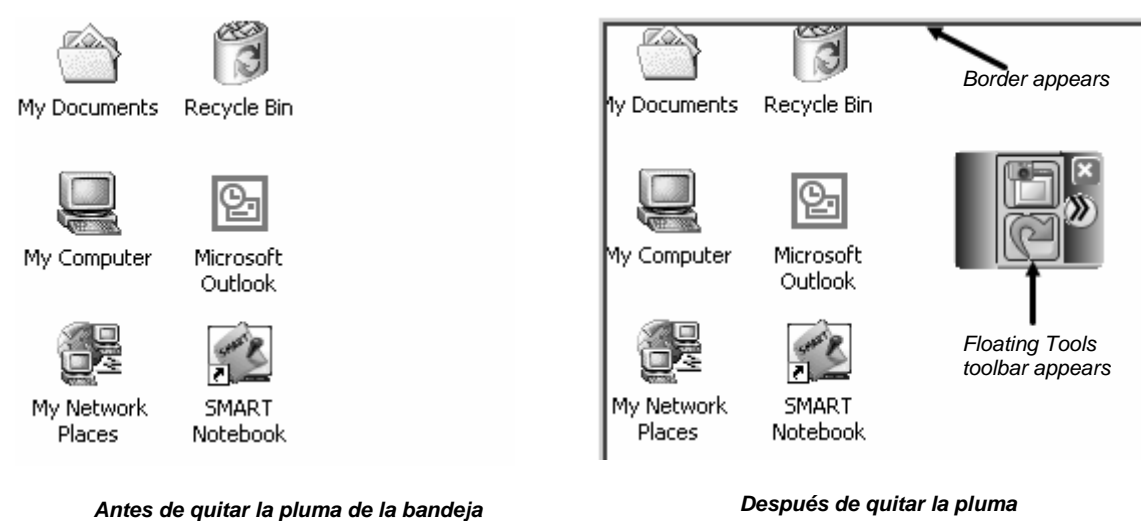 My Documents
Recycle Bin
My Computer
Microsoft
Outlook
My Network
Places
SMART
SMART
Notebook
Antes de quitar la pluma de la bandeja
Border appears
My Documents
Recycle Bin
My Computer
Microsoft
Outlook
Floating Tools
toolbar appears
My Network
Places
SMART
SMART
Notebook
Después de quitar la pluma